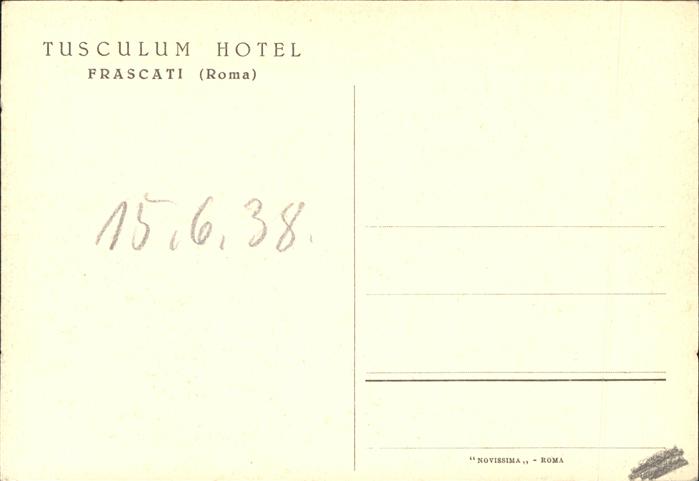 TUSCULUM HOTEL
FRASCATI (Roma)
15.6.38.
“NOVISSIMA„ - ROMA